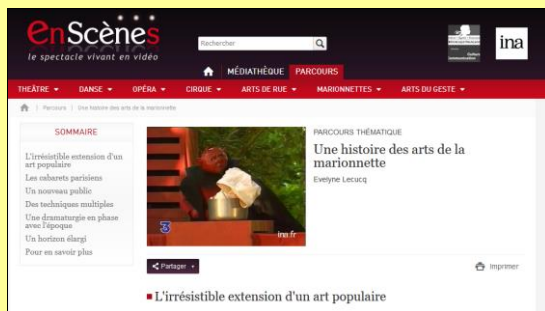 enScènes
le spectacle vivant en vidéo
Rechercher
ina
MÉDIATHÈQUE PARCOURS
THÉÂTRE DANSE OPÉRA CIRQUE ARTS DE RUE MARIONNETTES ARTS DU GESTE
Parcours | Une histoire des arts de la marionnette
SOMMAIRE
L'irrésistible extension d'un
art populaire
Les cabarets parisiens
Un nouveau public
Des techniques multiples
Une dramaturgie en phase
avec l'époque
Un horizon élargi
Pour en savoir plus
3
ina.fr
PARCOURS THÉMATIQUE
Une histoire des arts de la
marionnette
Evelyne Lecucq
Partager
Imprimer
L'irrésistible extension d'un art populaire